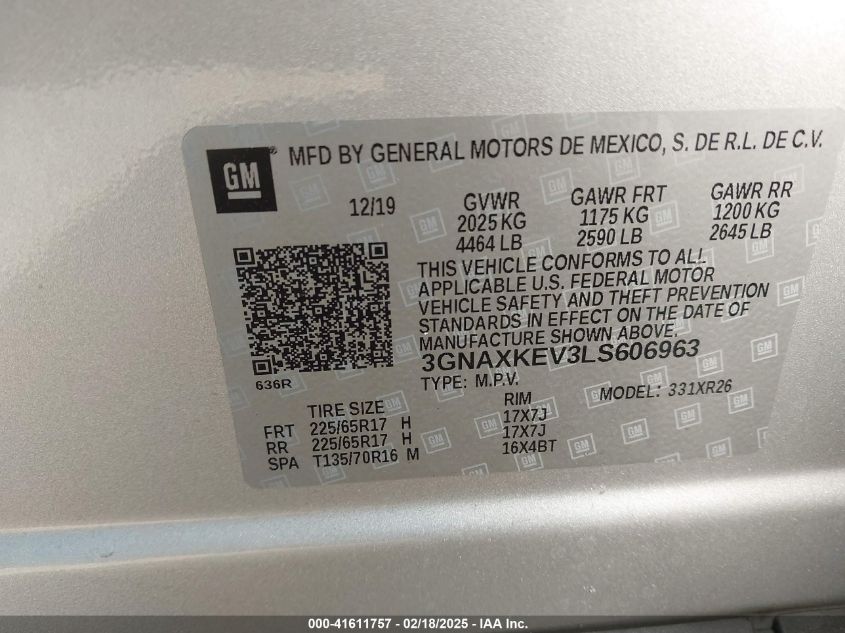 GM® MFD BY GENERAL MOTORS DE MEXICO, S. DE R.L. DE C.V.
12/19 GVWR GAWR FRT GAWR RR
2025 KG 1175 KG 1200 KG
4464 LB 2590 LB 2645 LB
THIS VEHICLE CONFORMS TO ALL
APPLICABLE U.S. FEDERAL MOTOR
VEHICLE SAFETY AND THEFT PREVENTION
STANDARDS IN EFFECT ON THE DATE OF
MANUFACTURE SHOWN ABOVE.
3GNAXKEV3LS606963
636R
TYPE: M.P.V. MODEL: 331XR26
TIRE SIZE RIM
FRT 225/65R17 H 17X7J
RR 225/65R17 H 17X7J
SPA T135/70R16 M 16X4BT
000-41611757 - 02/18/2025 - IAA Inc.